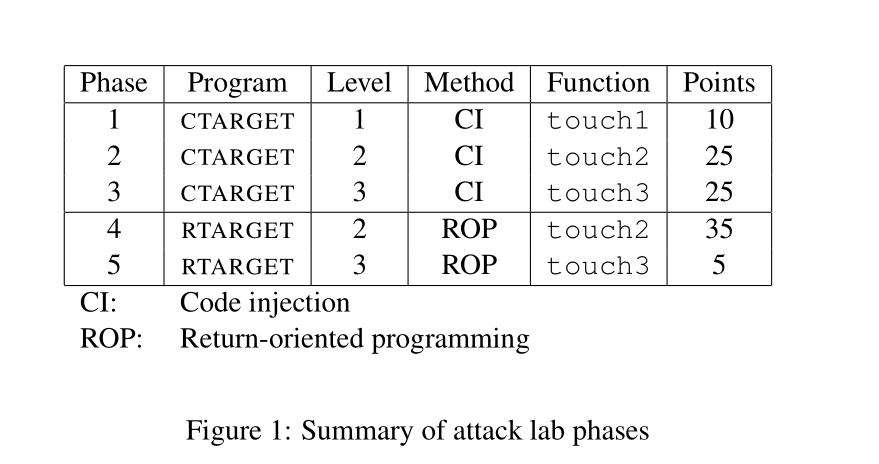 Phase Program Level Method Function Points
1 CTARGET 1 CI touch1 10
2 CTARGET 2 CI touch2 25
3 CTARGET 3 CI touch3 25
4 RTARGET 2 ROP touch2 35
5 RTARGET 3 ROP touch3 5
CI: Code injection
ROP: Return-oriented programming
Figure 1: Summary of attack lab phases